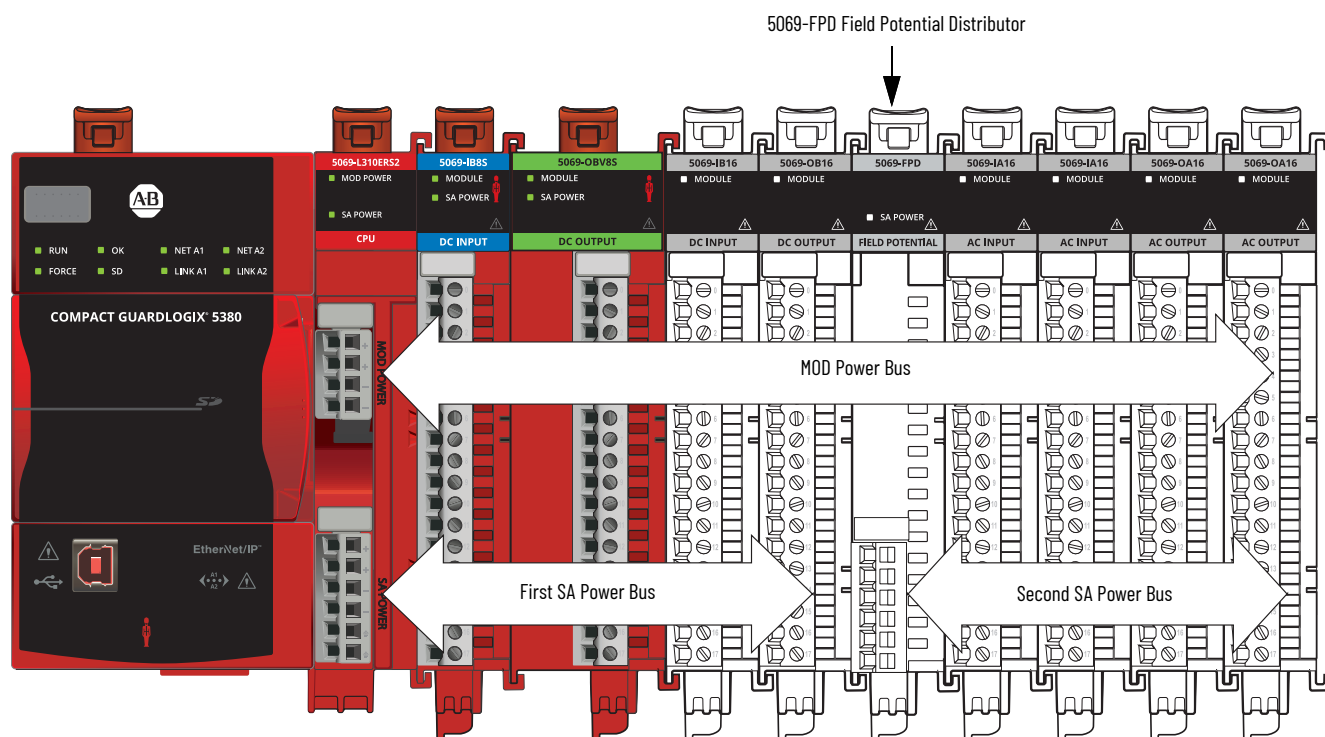 5069-FPD Field Potential Distributor
5069-L310ERS2
5069-IB8S
5069-OBV8S
5069-IB16
5069-OB16
5069-FPD
5069-IA16
5069-IA16
5069-OA16
5069-OA16
MOD POWER
SA POWER
CPU
MODULE
SA POWER
DC INPUT
MODULE
SA POWER
DC OUTPUT
MODULE
DC INPUT
MODULE
DC OUTPUT
SA POWER
FIELD POTENTIAL
MODULE
AC INPUT
MODULE
AC INPUT
MODULE
AC OUTPUT
MODULE
AC OUTPUT
AB
RUN OK NET A1 NET A2
FORCE SD LINK A1 LINK A2
COMPACT GUARDLOGIX® 5380
SD
EtherNet/IP™
A1
A2
MOD POWER
SA POWER
MOD Power Bus
First SA Power Bus
Second SA Power Bus